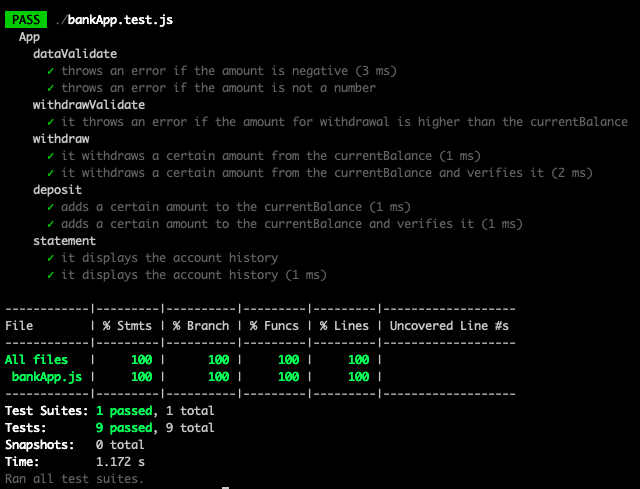 PASS ./bankApp.test.js
App
dataValidate
✓ throws an error if the amount is negative (3 ms)
✓ throws an error if the amount is not a number
withdrawValidate
✓ it throws an error if the amount for withdrawal is higher than the currentBalance
withdraw
✓ it withdraws a certain amount from the currentBalance (1 ms)
✓ it withdraws a certain amount from the currentBalance and verifies it (2 ms)
deposit
✓ adds a certain amount to the currentBalance (1 ms)
✓ adds a certain amount to the currentBalance and verifies it (1 ms)
statement
✓ it displays the account history
✓ it displays the account history (1 ms)
------------|---------|----------|---------|---------|-------------------
File        | % Stmts | % Branch | % Funcs | % Lines | Uncovered Line #s
------------|---------|----------|---------|---------|-------------------
All files   |     100 |      100 |     100 |     100 |
 bankApp.js |     100 |      100 |     100 |     100 |
------------|---------|----------|---------|---------|-------------------
Test Suites: 1 passed, 1 total
Tests:       9 passed, 9 total
Snapshots:   0 total
Time:        1.172 s
Ran all test suites.